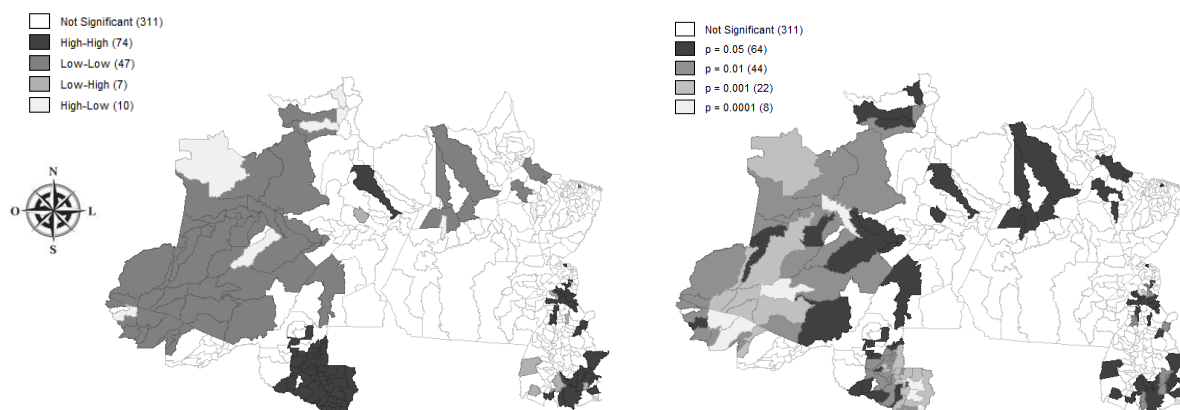 Not Significant (311)
High-High (74)
Low-Low (47)
Low-High (7)
High-Low (10)
N
O
L
S
Not Significant (311)
p = 0.05 (64)
p = 0.01 (44)
p = 0.001 (22)
p = 0.0001 (8)